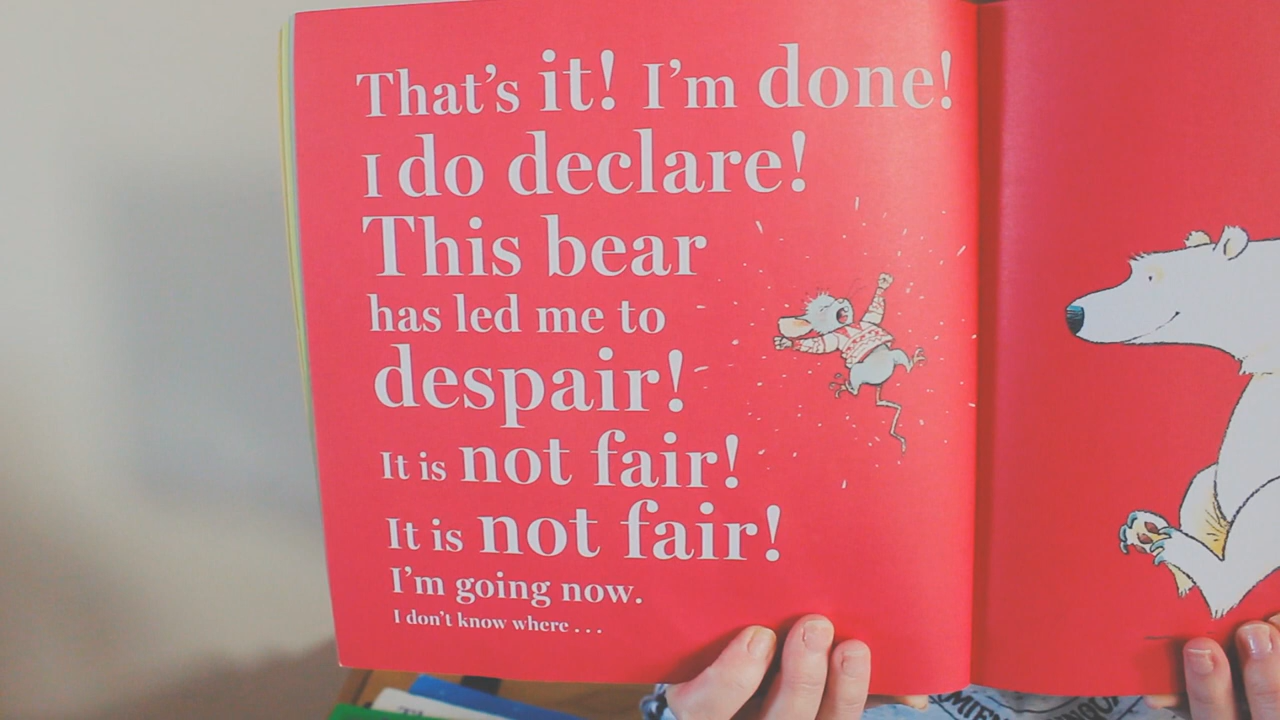 That's it! I'm done!
I do declare!
This bear
has led me to
despair!
It is not fair!
It is not fair!
I'm going now.
I don't know where . . .